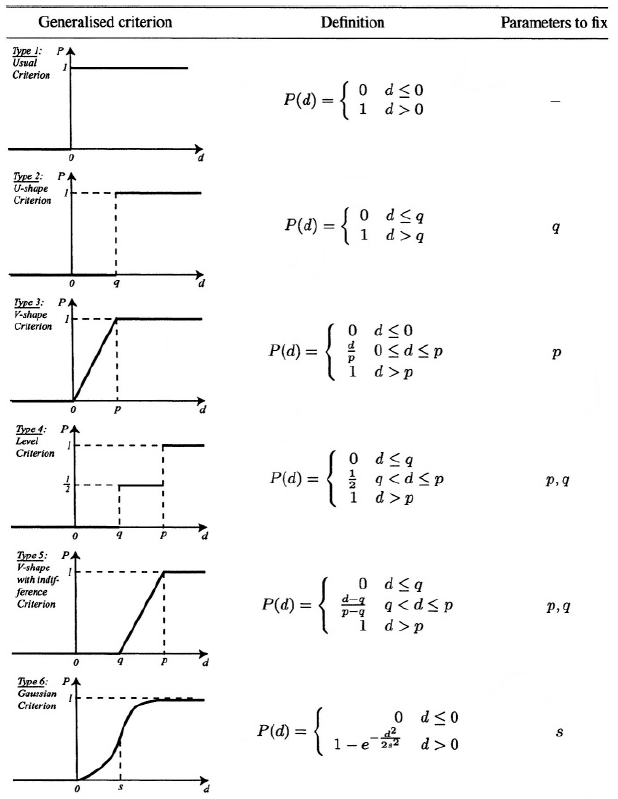 Generalised criterion Definition Parameters to fix
Type 1: P
Usual 1
Criterion
0 d
P(d) = { 0 d ≤ 0
1 d > 0
–
Type 2: P
U-shape 1
Criterion
0 q d
P(d) = { 0 d ≤ q
1 d > q
q
Type 3: P
V-shape 1
Criterion
0 p d
P(d) = { 0 d ≤ 0
d/p 0 ≤ d ≤ p
1 d > p
p
Type 4: P
Level 1
Criterion
1/2
0 q p d
P(d) = { 0 d ≤ q
1/2 q < d ≤ p
1 d > p
p, q
Type 5: P
V-shape 1
with indif-
ference
Criterion
0 q p d
P(d) = { 0 d ≤ q
d-q/p-q q < d ≤ p
1 d > p
p, q
Type 6: P
Gaussian 1
Criterion
0 s d
P(d) = { 0 d ≤ 0
1 - e^{-d²/2s²} d > 0
s